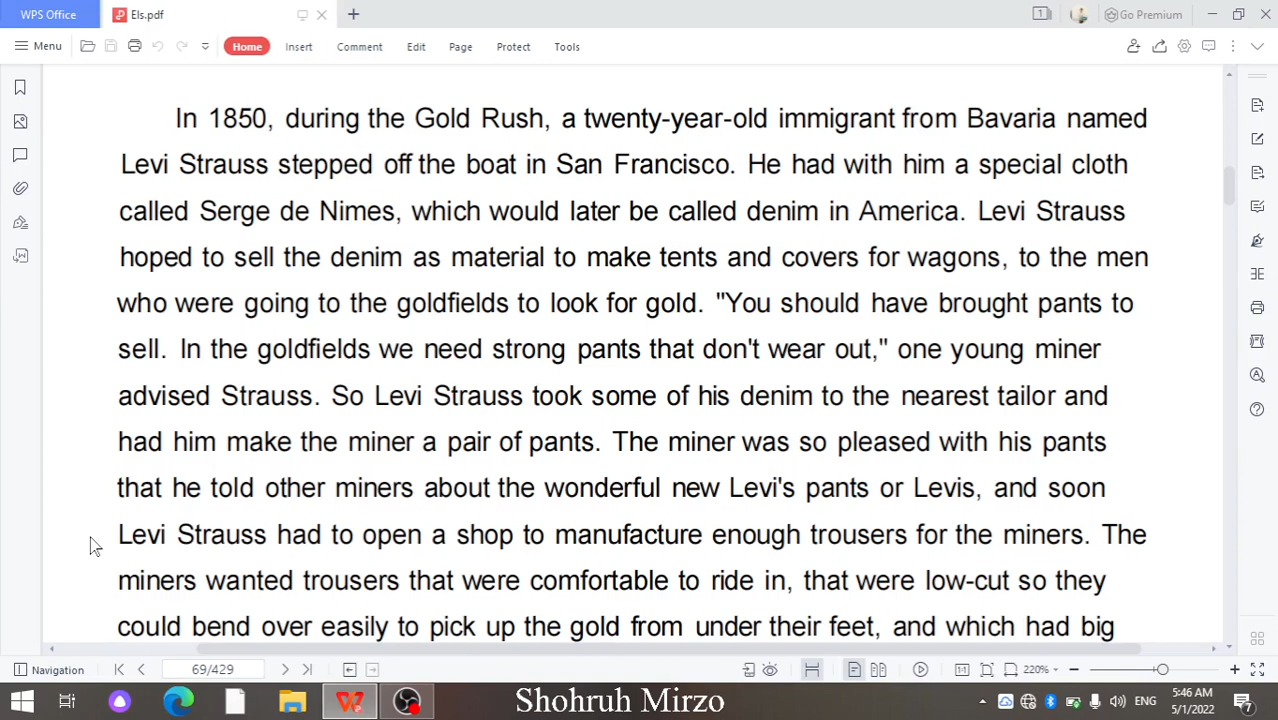 WPS Office
Els.pdf
1
Go Premium
Menu
Home
Insert
Comment
Edit
Page
Protect
Tools
In 1850, during the Gold Rush, a twenty-year-old immigrant from Bavaria named
Levi Strauss stepped off the boat in San Francisco. He had with him a special cloth
called Serge de Nimes, which would later be called denim in America. Levi Strauss
hoped to sell the denim as material to make tents and covers for wagons, to the men
who were going to the goldfields to look for gold. "You should have brought pants to
sell. In the goldfields we need strong pants that don't wear out," one young miner
advised Strauss. So Levi Strauss took some of his denim to the nearest tailor and
had him make the miner a pair of pants. The miner was so pleased with his pants
that he told other miners about the wonderful new Levi's pants or Levis, and soon
Levi Strauss had to open a shop to manufacture enough trousers for the miners. The
miners wanted trousers that were comfortable to ride in, that were low-cut so they
could bend over easily to pick up the gold from under their feet, and which had big
Navigation
69/429
220%
Shohruh Mirzo
ENG
5:46 AM
5/1/2022
7